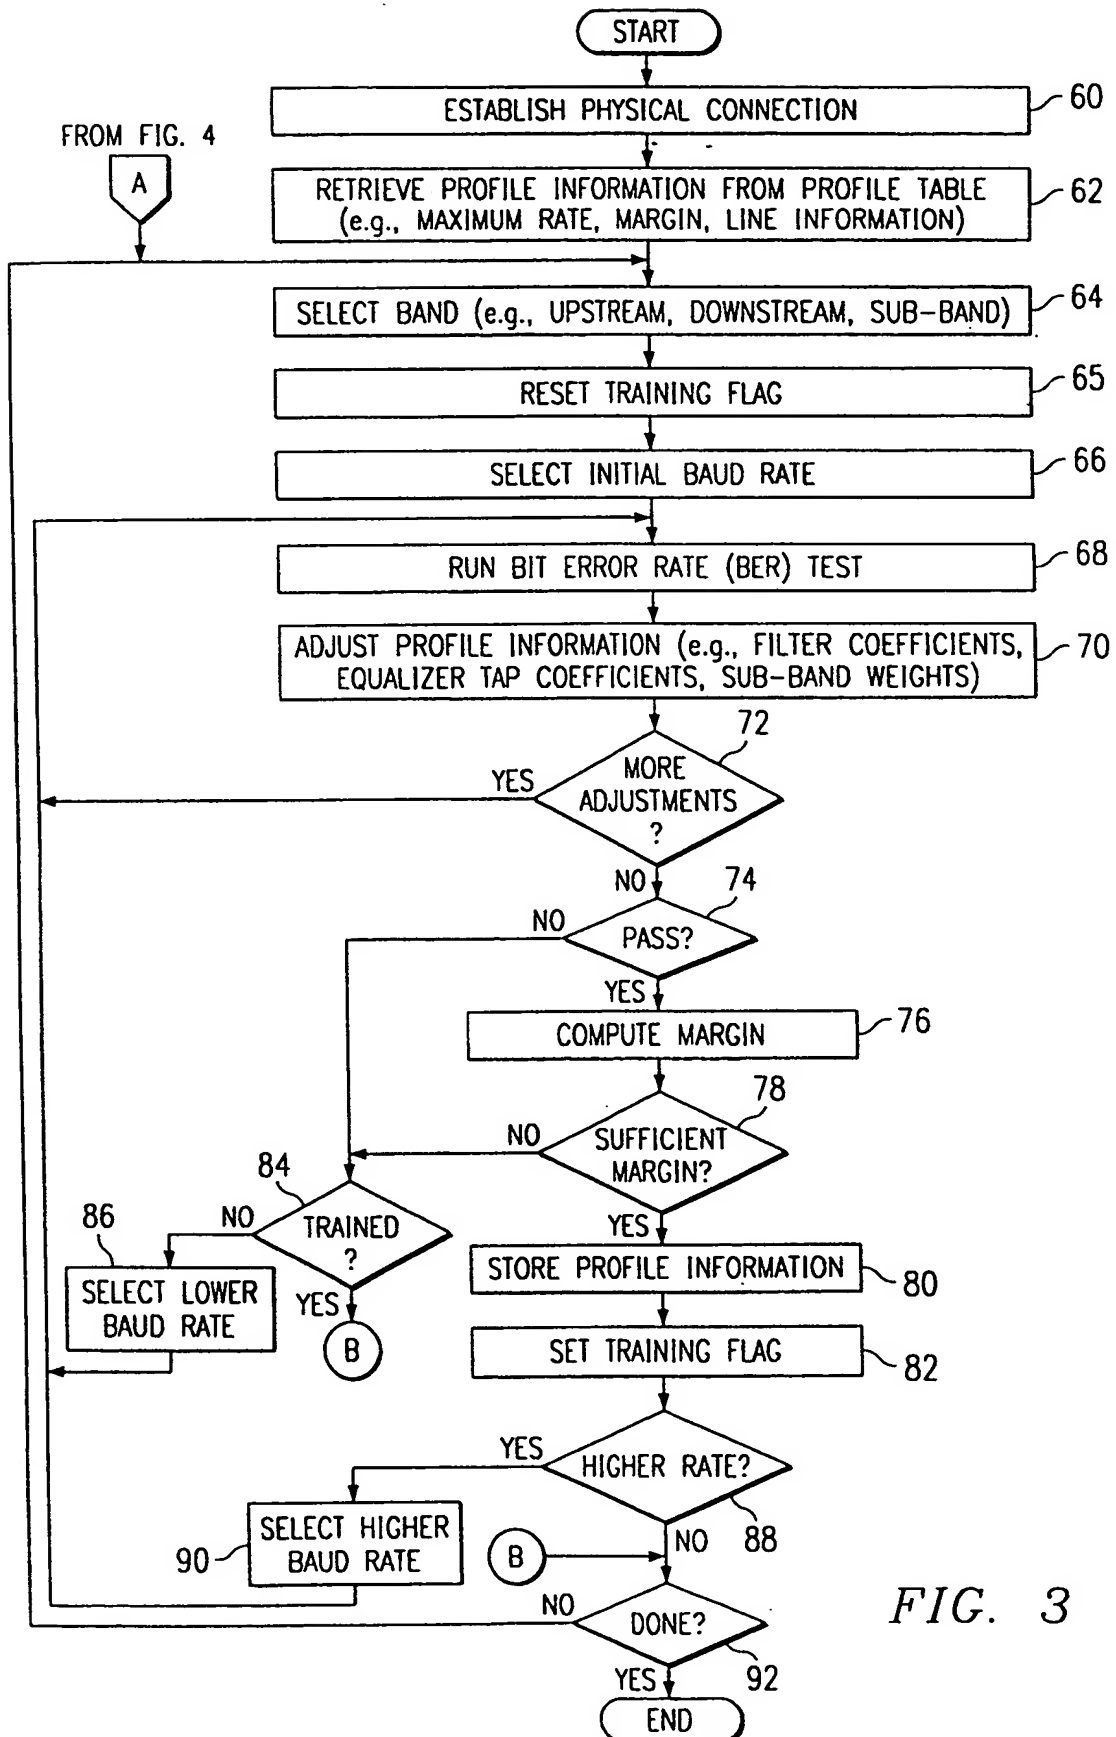 START
ESTABLISH PHYSICAL CONNECTION
60
FROM FIG. 4
A
RETRIEVE PROFILE INFORMATION FROM PROFILE TABLE
(e.g., MAXIMUM RATE, MARGIN, LINE INFORMATION)
62
SELECT BAND (e.g., UPSTREAM, DOWNSTREAM, SUB-BAND)
64
RESET TRAINING FLAG
65
SELECT INITIAL BAUD RATE
66
RUN BIT ERROR RATE (BER) TEST
68
ADJUST PROFILE INFORMATION (e.g., FILTER COEFFICIENTS,
EQUALIZER TAP COEFFICIENTS, SUB-BAND WEIGHTS)
70
72
YES
MORE
ADJUSTMENTS
?
NO
74
NO
PASS?
YES
COMPUTE MARGIN
76
78
NO
SUFFICIENT
MARGIN?
YES
84
NO
TRAINED
?
YES
B
86
SELECT LOWER
BAUD RATE
STORE PROFILE INFORMATION
80
SET TRAINING FLAG
82
YES
HIGHER RATE?
88
NO
SELECT HIGHER
BAUD RATE
90
B
NO
DONE?
92
YES
END
FIG. 3